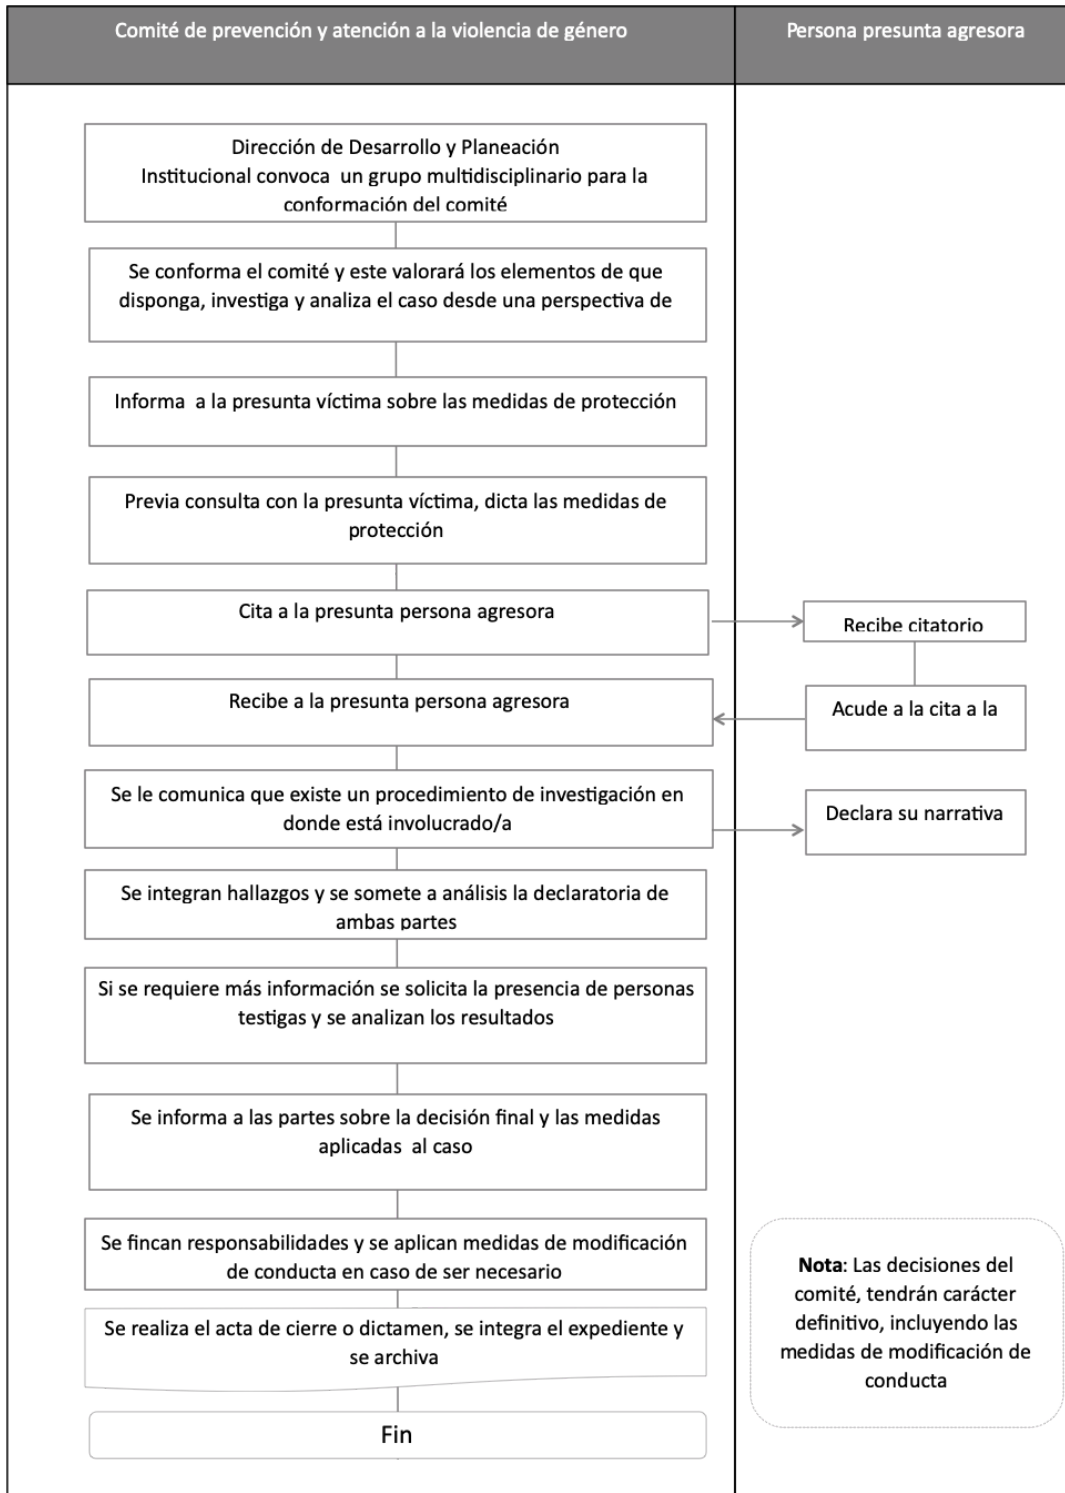 Comité de prevención y atención a la violencia de género
Persona presunta agresora
Dirección de Desarrollo y Planeación
Institucional convoca un grupo multidisciplinario para la
conformación del comité
Se conforma el comité y este valorará los elementos de que
disponga, investiga y analiza el caso desde una perspectiva de
Informa a la presunta víctima sobre las medidas de protección
Previa consulta con la presunta víctima, dicta las medidas de
protección
Cita a la presunta persona agresora
Recibe citatorio
Recibe a la presunta persona agresora
Acude a la cita a la
Se le comunica que existe un procedimiento de investigación en
donde está involucrado/a
Declara su narrativa
Se integran hallazgos y se somete a análisis la declaratoria de
ambas partes
Si se requiere más información se solicita la presencia de personas
testigas y se analizan los resultados
Se informa a las partes sobre la decisión final y las medidas
aplicadas al caso
Se fincan responsabilidades y se aplican medidas de modificación
de conducta en caso de ser necesario
Se realiza el acta de cierre o dictamen, se integra el expediente y
se archiva
Fin
Nota: Las decisiones del
comité, tendrán carácter
definitivo, incluyendo las
medidas de modificación de
conducta